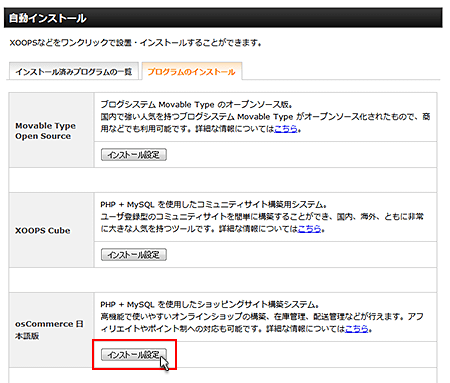 自動インストール
XOOPSなどをワンクリックで設置・インストールすることができます。
インストール済みプログラムの一覧
プログラムのインストール
Movable Type
Open Source
ブログシステム Movable Type のオープンソース版。
国内で強い人気を持つブログシステム Movable Type がオープンソース化されたもので、商
用などでも利用可能です。詳細な情報についてはこちら。
インストール設定
XOOPS Cube
PHP + MySQL を使用したコミュニティサイト構築用システム。
ユーザ登録型のコミュニティサイトを簡単に構築することができ、国内、海外、ともに非常
に大きな人気を持つツールです。詳細な情報についてはこちら。
インストール設定
osCommerce 日
本語版
PHP + MySQL を使用したショッピングサイト構築システム。
高機能で使いやすいオンラインショップの構築、在庫管理、配送管理などが行えます。アフ
ィリエイトやポイント制への対応も可能です。詳細な情報についてはこちら。
インストール設定